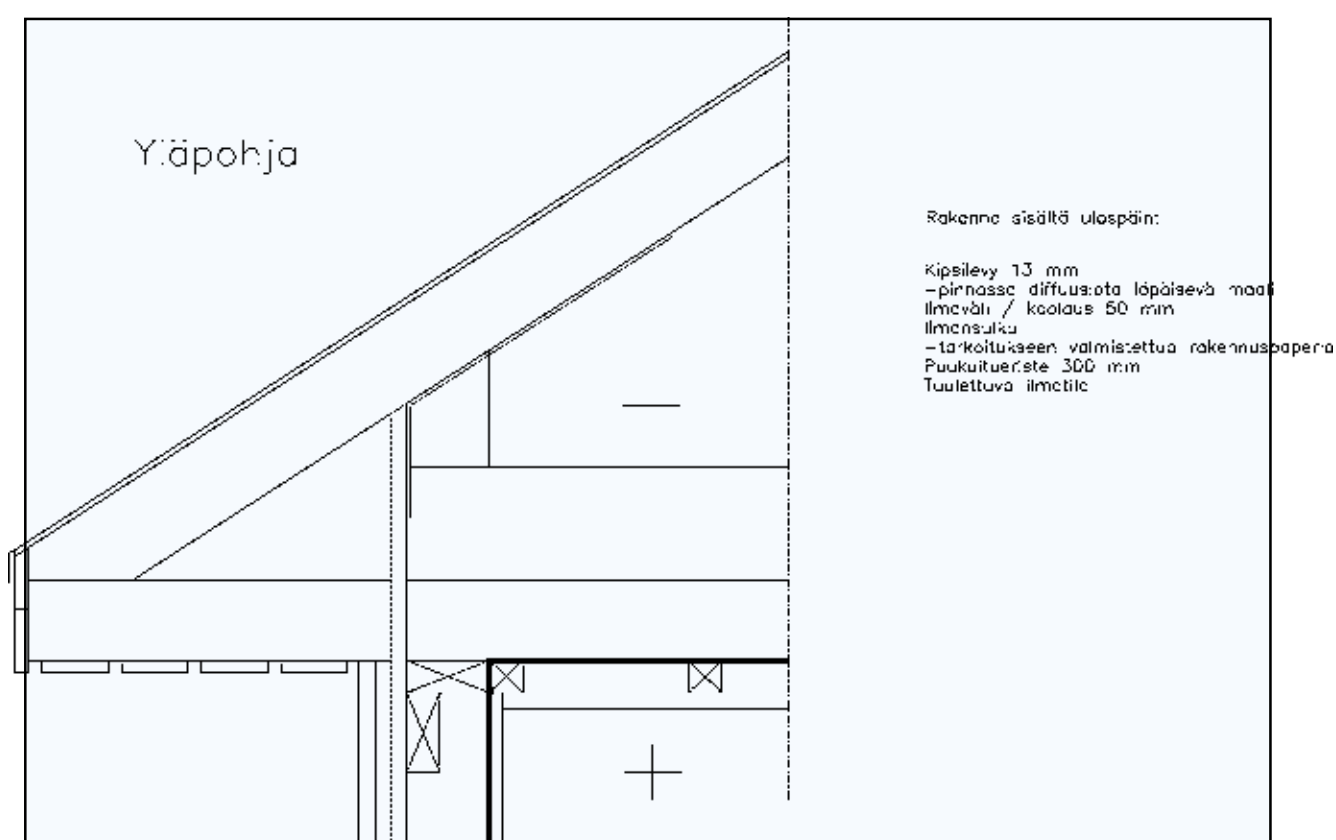 Yläpohja
Rakenne sisältä ulospäin:
Kipsilevy 13 mm
-pinnassa diffuusiota läpäisevä maali
Ilmaväli / koolaus 50 mm
Ilmansulku
-tarkoitukseen valmistettua rakennuspaperia
Puukuitueriste 300 mm
Tuulettuva ilmatila